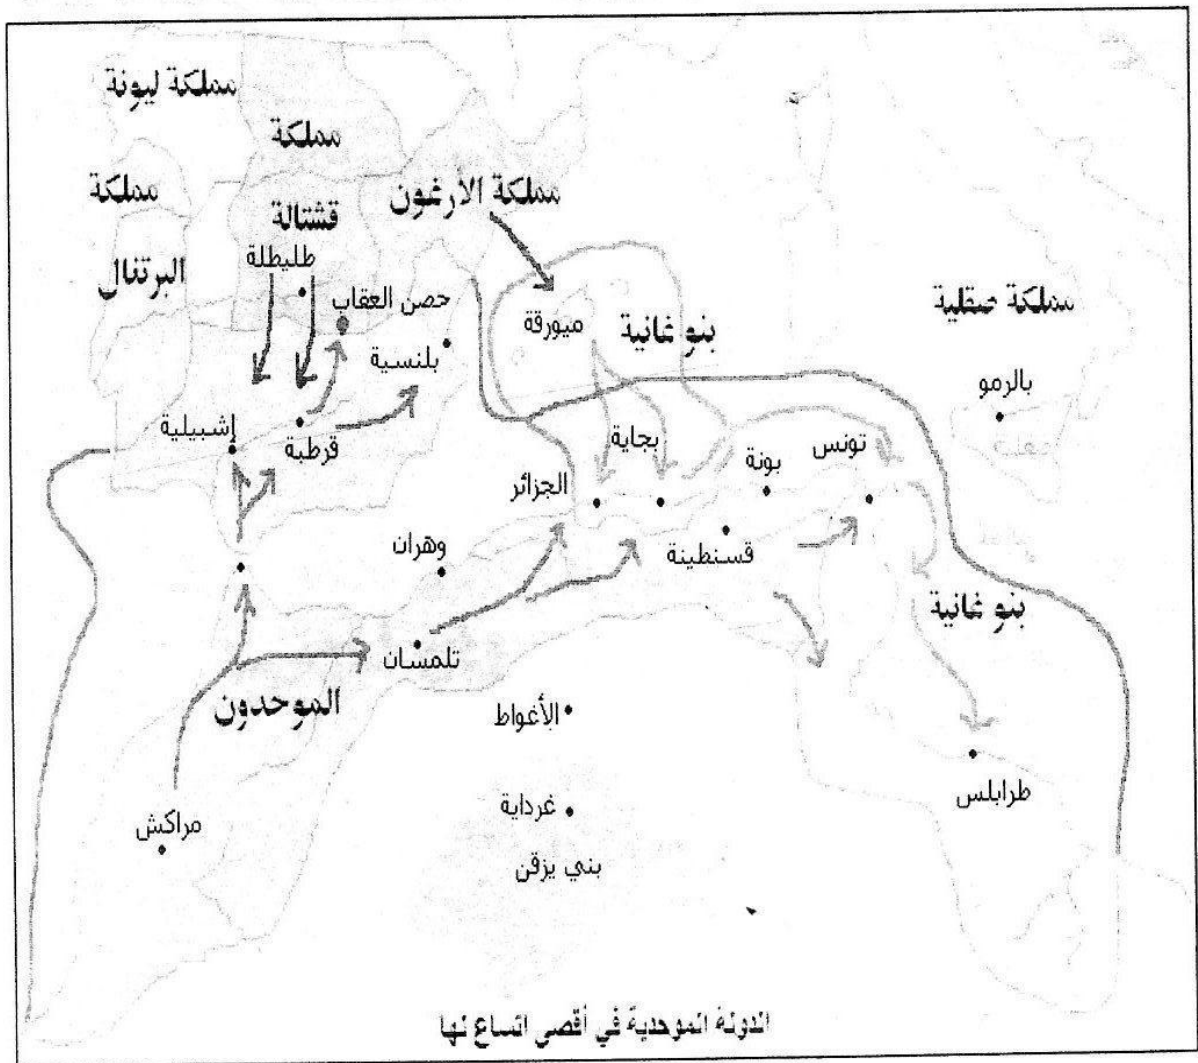 مملكة ليونة
مملكة
قشتالة
مملكة
البرتغال
مملكة الأرغون
طليطلة
حصن العقاب
بلنسية
ميورقة
بنو غانية
مملكة صقلية
بالرمو
إشبيلية
قرطبة
بجاية
تونس
بونة
الجزائر
قسنطينة
وهران
بنو غانية
تلمسان
الموحدون
الأغواط
طرابلس
غرداية
مراكش
بني يزقن
الدولة الموحدية في أقصى اتساع لها